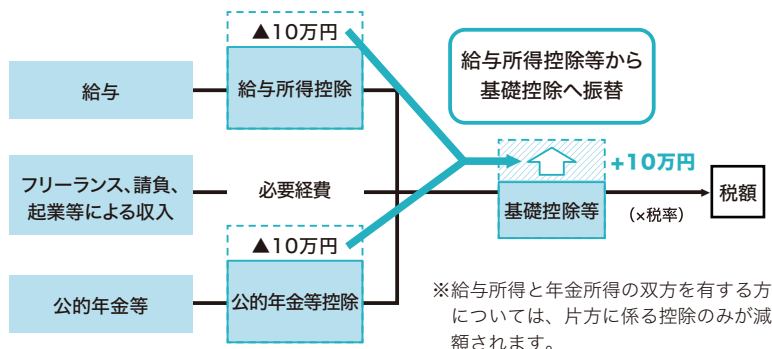 ▲10万円
給与所得控除等から
基礎控除へ振替
給与
給与所得控除
+10万円
フリーランス、請負、
起業等による収入
必要経費
基礎控除等
(×税率)
税額
▲10万円
公的年金等
公的年金等控除
※給与所得と年金所得の双方を有する方
については、片方に係る控除のみが減
額されます。